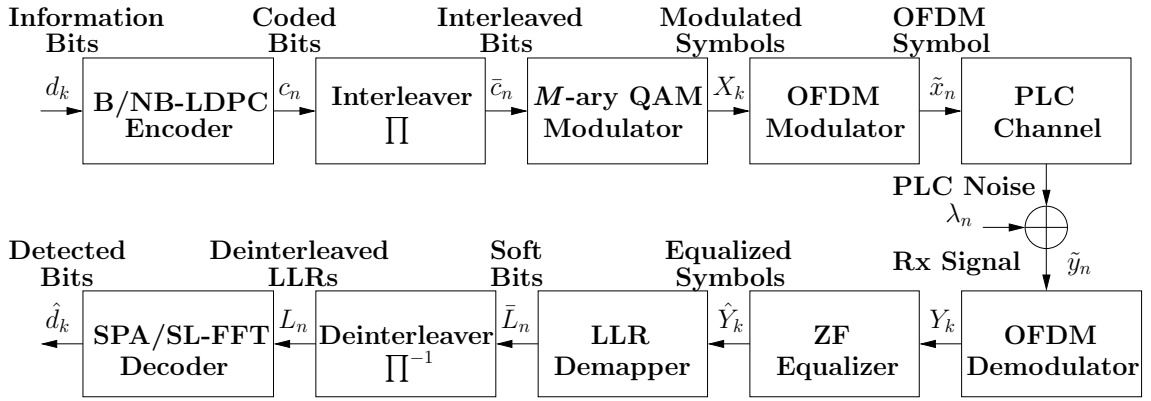 Information Bits
Coded Bits
Interleaved Bits
Modulated Symbols
OFDM Symbol
d_k
B/NB-LDPC
Encoder
c_n
Interleaver
∏
c̄_n
M-ary QAM
Modulator
X_k
OFDM
Modulator
x̃_n
PLC
Channel
PLC Noise
λ_n
Rx Signal
ỹ_n
Detected Bits
Deinterleaved LLRs
Soft Bits
Equalized Symbols
d̂_k
SPA/SL-FFT
Decoder
L_n
Deinterleaver
∏⁻¹
L̄_n
LLR
Demapper
Ŷ_k
ZF
Equalizer
Y_k
OFDM
Demodulator